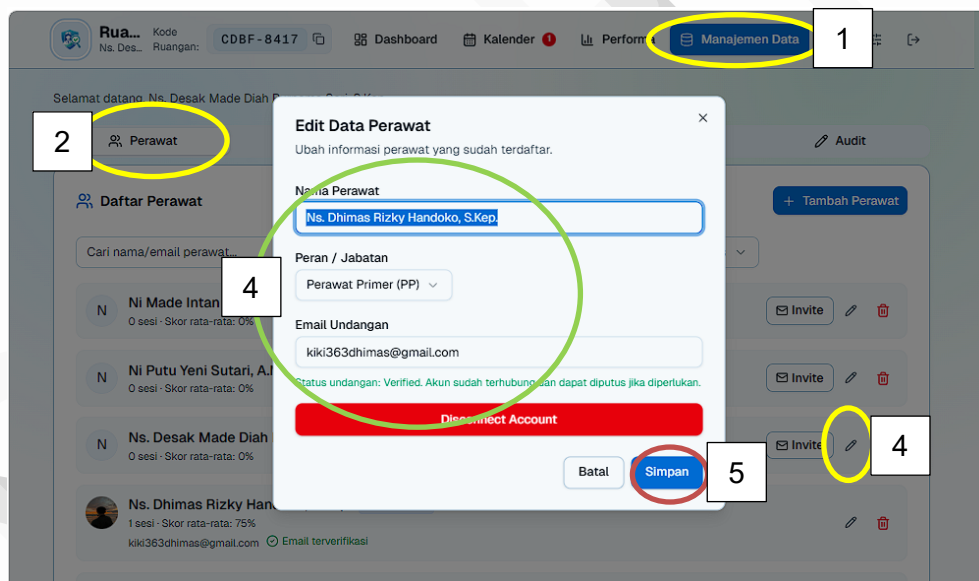 Rua...
Ns. Des...
Kode
Ruangan:
CDBF-8417
Dashboard
Kalender 1
Manajemen Data
1
Selamat datang, Ns. Desak Made Diah
2
Perawat
Audit
Daftar Perawat
+ Tambah Perawat
Cari nama/email perawat...
Edit Data Perawat
Ubah informasi perawat yang sudah terdaftar.
Nama Perawat
Ns. Dhimas Rizky Handoko, S.Kep.
Peran / Jabatan
Perawat Primer (PP)
4
Email Undangan
kiki363dhimas@gmail.com
Status undangan: Verified. Akun sudah terhubung dan dapat diputus jika diperlukan.
Disconnect Account
Batal
Simpan
5
N
Ni Made Intan
0 sesi · Skor rata-rata: 0%
Invite
N
Ni Putu Yeni Sutari, A.
0 sesi · Skor rata-rata: 0%
Invite
N
Ns. Desak Made Diah
0 sesi · Skor rata-rata: 0%
Invite
4
Ns. Dhimas Rizky
1 sesi · Skor rata-rata: 75%
kiki363dhimas@gmail.com Email terverifikasi